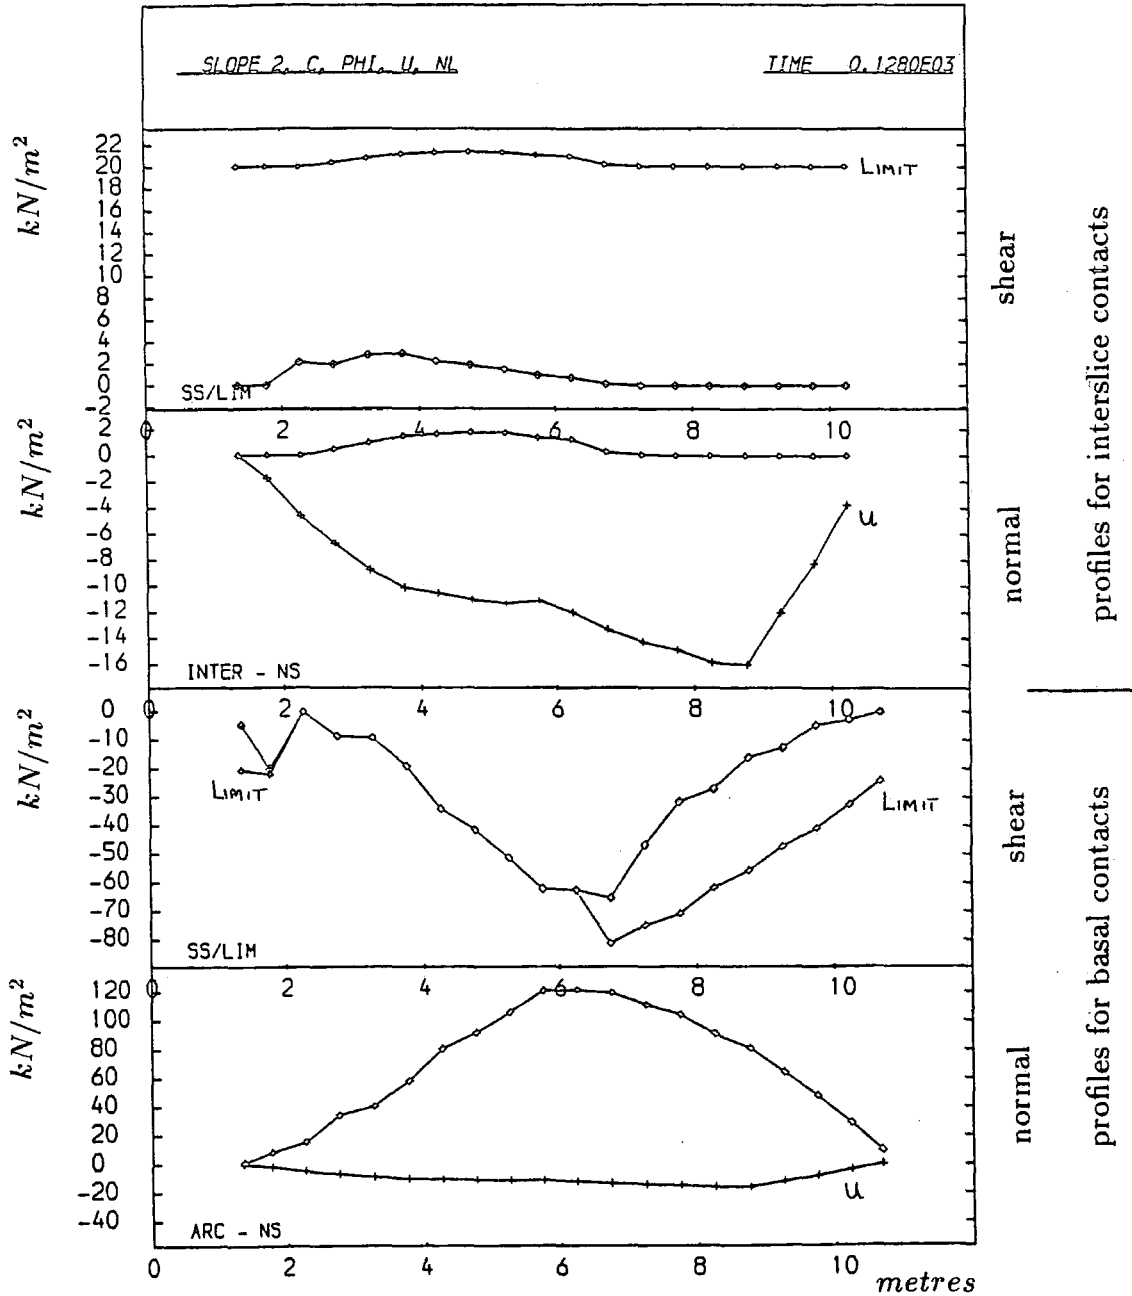 SLOPE 2, C, PHI, U, NL TIME 0.1280E03
kN/m²
22
20
18
16
14
12
10
8
6
4
2
0
-2
LIMIT
SS/LIM
shear
0 2 4 6 8 10
kN/m²
2
0
-2
-4
-6
-8
-10
-12
-14
-16
U
INTER - NS
normal
profiles for interslice contacts
0 2 4 6 8 10
kN/m²
0
-10
-20
-30
-40
-50
-60
-70
-80
LIMIT
LIMIT
SS/LIM
shear
0 2 4 6 8 10
kN/m²
120
100
80
60
40
20
0
-20
-40
U
ARC - NS
normal
profiles for basal contacts
0 2 4 6 8 10
metres